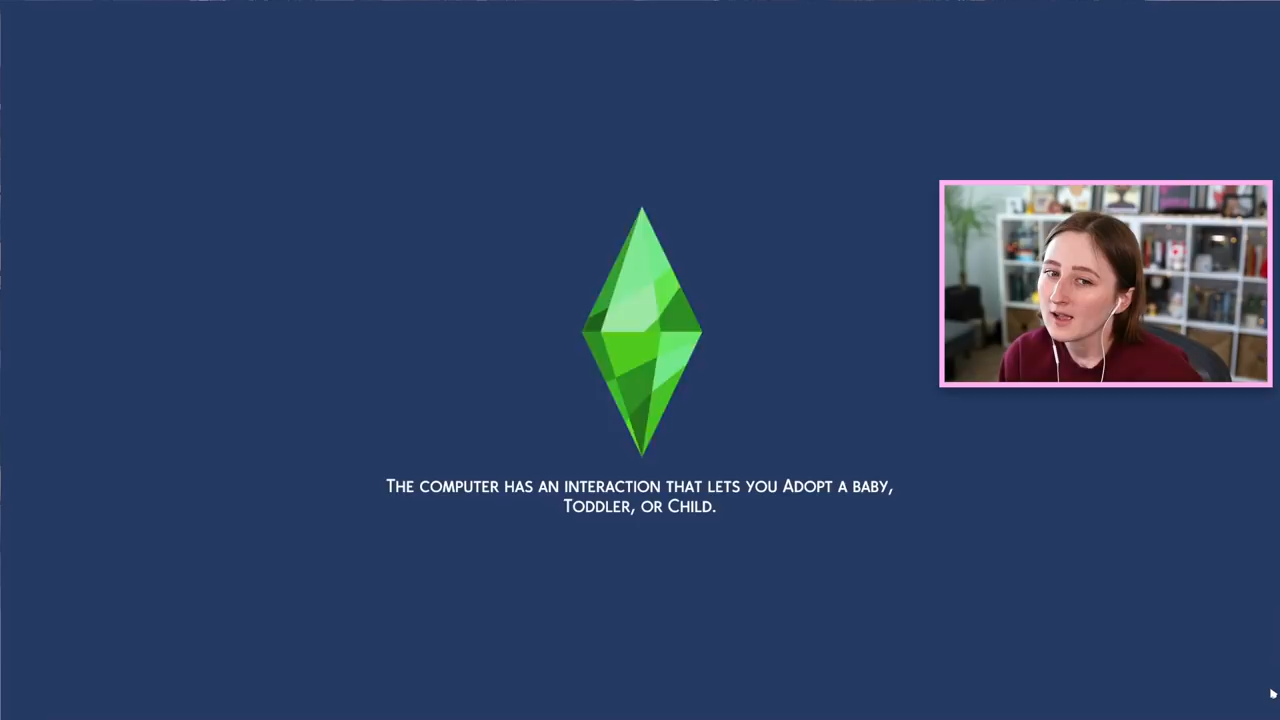 The computer has an interaction that lets you Adopt a baby,
Toddler, or Child.